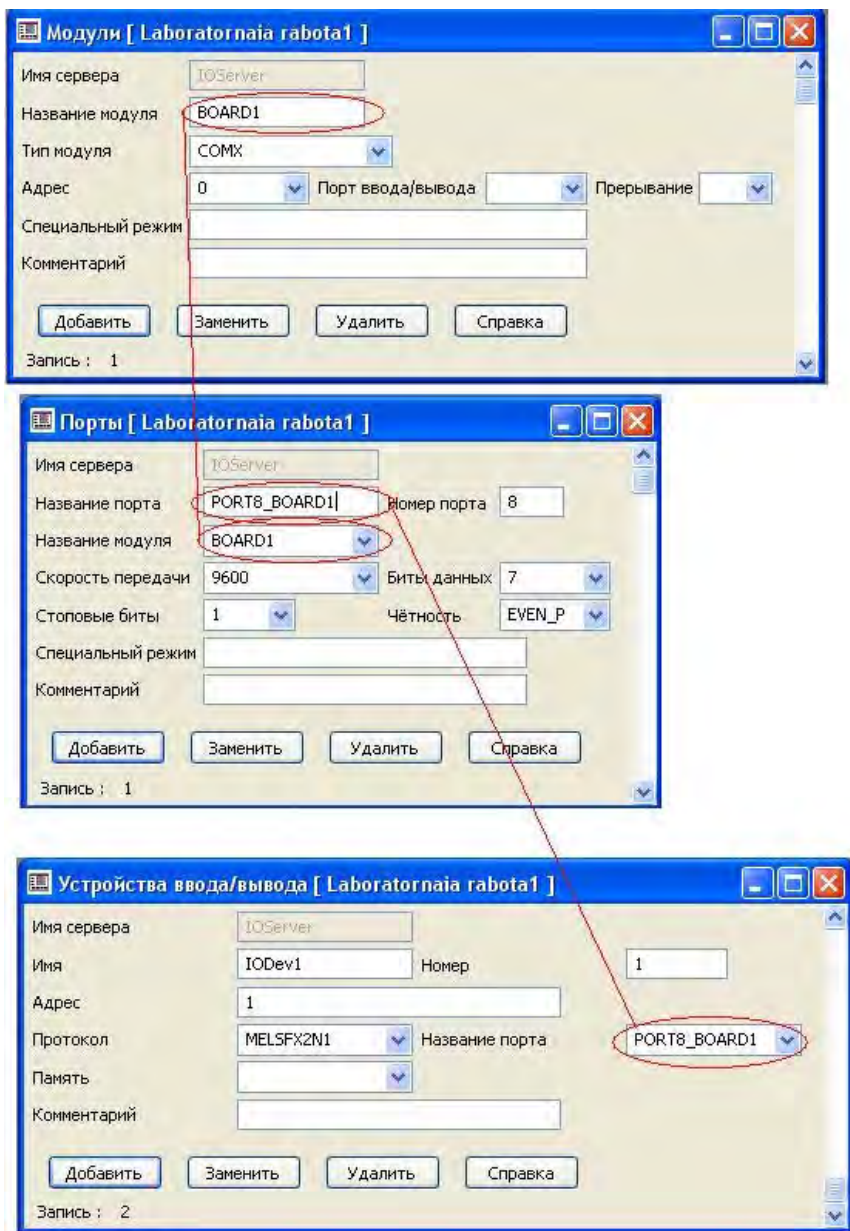 Модули [ Laboratornaia rabota1 ]
Имя сервера IOServer
Название модуля BOARD1
Тип модуля COMX
Адрес 0 Порт ввода/вывода Прерывание
Специальный режим
Комментарий
Добавить Заменить Удалить Справка
Запись : 1
Порты [ Laboratornaia rabota1 ]
Имя сервера IOServer
Название порта PORT8_BOARD1 Номер порта 8
Название модуля BOARD1
Скорость передачи 9600 Биты данных 7
Стоповые биты 1 Чётность EVEN_P
Специальный режим
Комментарий
Добавить Заменить Удалить Справка
Запись : 1
Устройства ввода/вывода [ Laboratornaia rabota1 ]
Имя сервера IOServer
Имя IODev1 Номер 1
Адрес 1
Протокол MELSFX2N1 Название порта PORT8_BOARD1
Память
Комментарий
Добавить Заменить Удалить Справка
Запись : 2